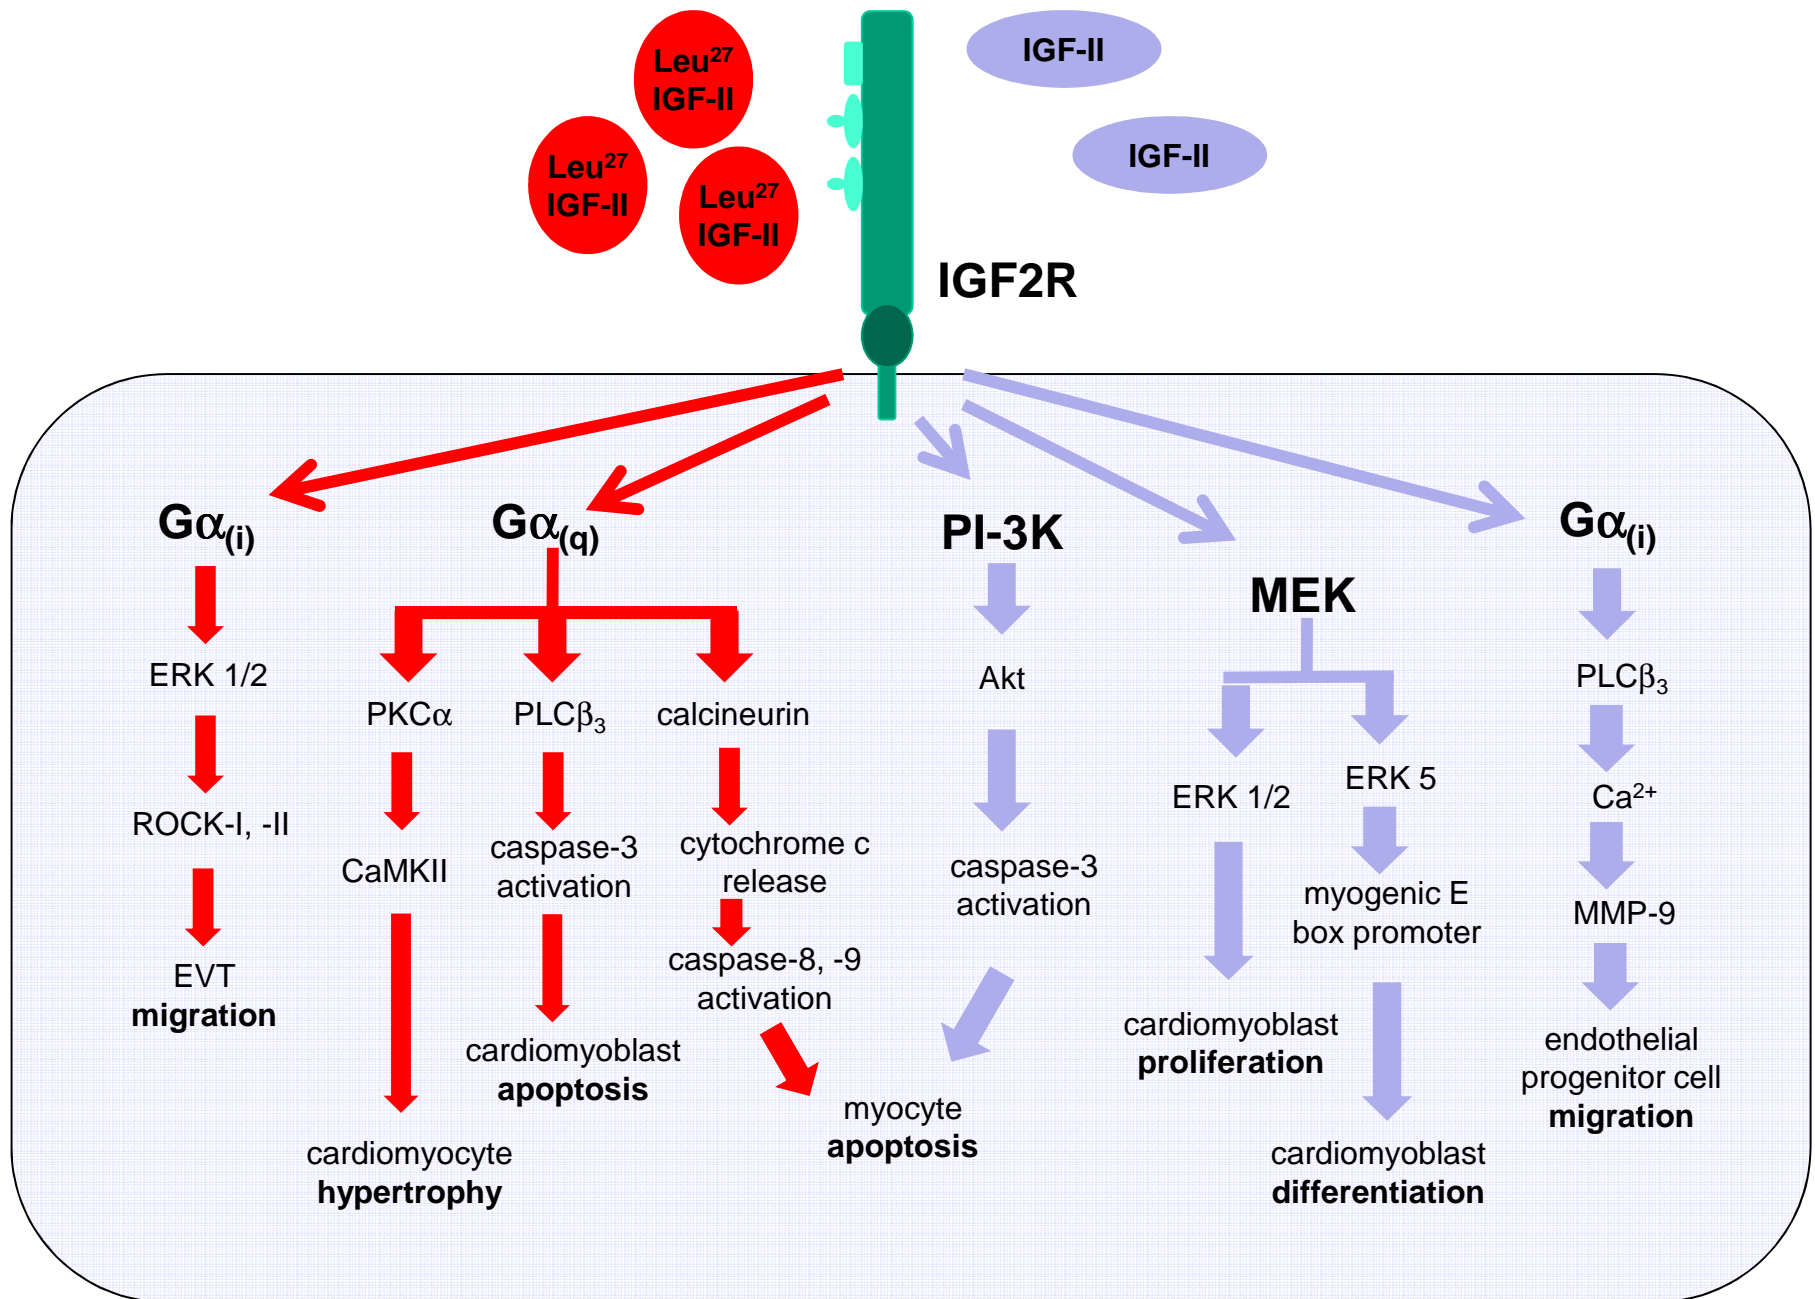 Leu²⁷
IGF-II
Leu²⁷
IGF-II
Leu²⁷
IGF-II
IGF-II
IGF-II
IGF2R
Gα(i)
ERK 1/2
ROCK-I, -II
EVT
migration
Gα(q)
PKCα
CaMKII
cardiomyocyte
hypertrophy
PLCβ₃
caspase-3
activation
cardiomyoblast
apoptosis
calcineurin
cytochrome c
release
caspase-8, -9
activation
myocyte
apoptosis
PI-3K
Akt
caspase-3
activation
MEK
ERK 1/2
cardiomyoblast
proliferation
ERK 5
myogenic E
box promoter
cardiomyoblast
differentiation
Gα(i)
PLCβ₃
Ca²⁺
MMP-9
endothelial
progenitor cell
migration